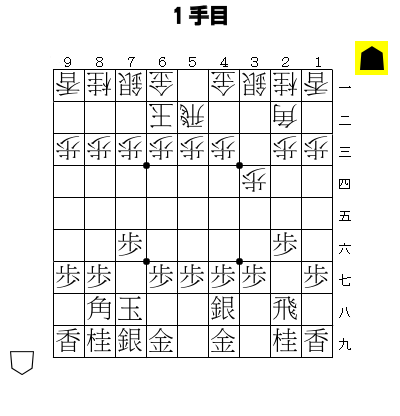 1手目
9 8 7 6 5 4 3 2 1
香 桂 銀 金 金 銀 桂 香 一
玉 飛 角 二
歩 歩 歩 歩 歩 歩 歩 歩 三
歩 四
五
歩 歩 六
歩 歩 歩 歩 歩 歩 歩 七
角 玉 銀 飛 八
香 桂 銀 金 金 桂 香 九